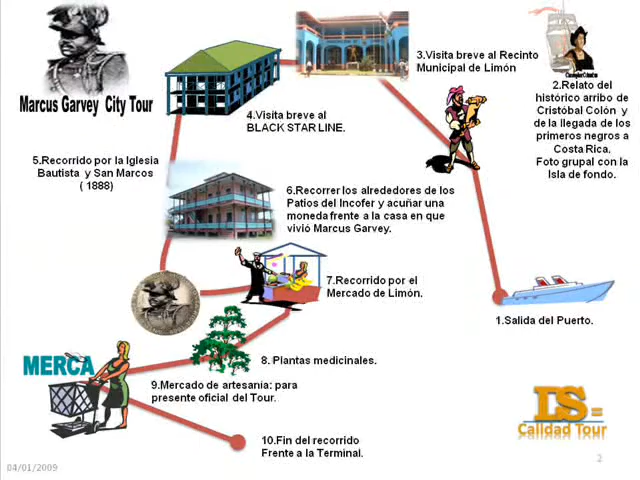 Marcus Garvey City Tour
Christopher Columbus
3.Visita breve al Recinto
Municipal de Limón
2.Relato del
histórico arribo de
Cristóbal Colón y
de la llegada de los
primeros negros a
Costa Rica.
Foto grupal con la
Isla de fondo.
4.Visita breve al
BLACK STAR LINE.
5.Recorrido por la Iglesia
Bautista y San Marcos
( 1888)
6.Recorrer los alrededores de los
Patios del Incofer y acuñar una
moneda frente a la casa en que
vivió Marcus Garvey.
7.Recorrido por el
Mercado de Limón.
1.Salida del Puerto.
8. Plantas medicinales.
MERCA
9.Mercado de artesanía: para
presente oficial del Tour.
10.Fin del recorrido
Frente a la Terminal.
LS=
Calidad Tour
04/01/2009
2